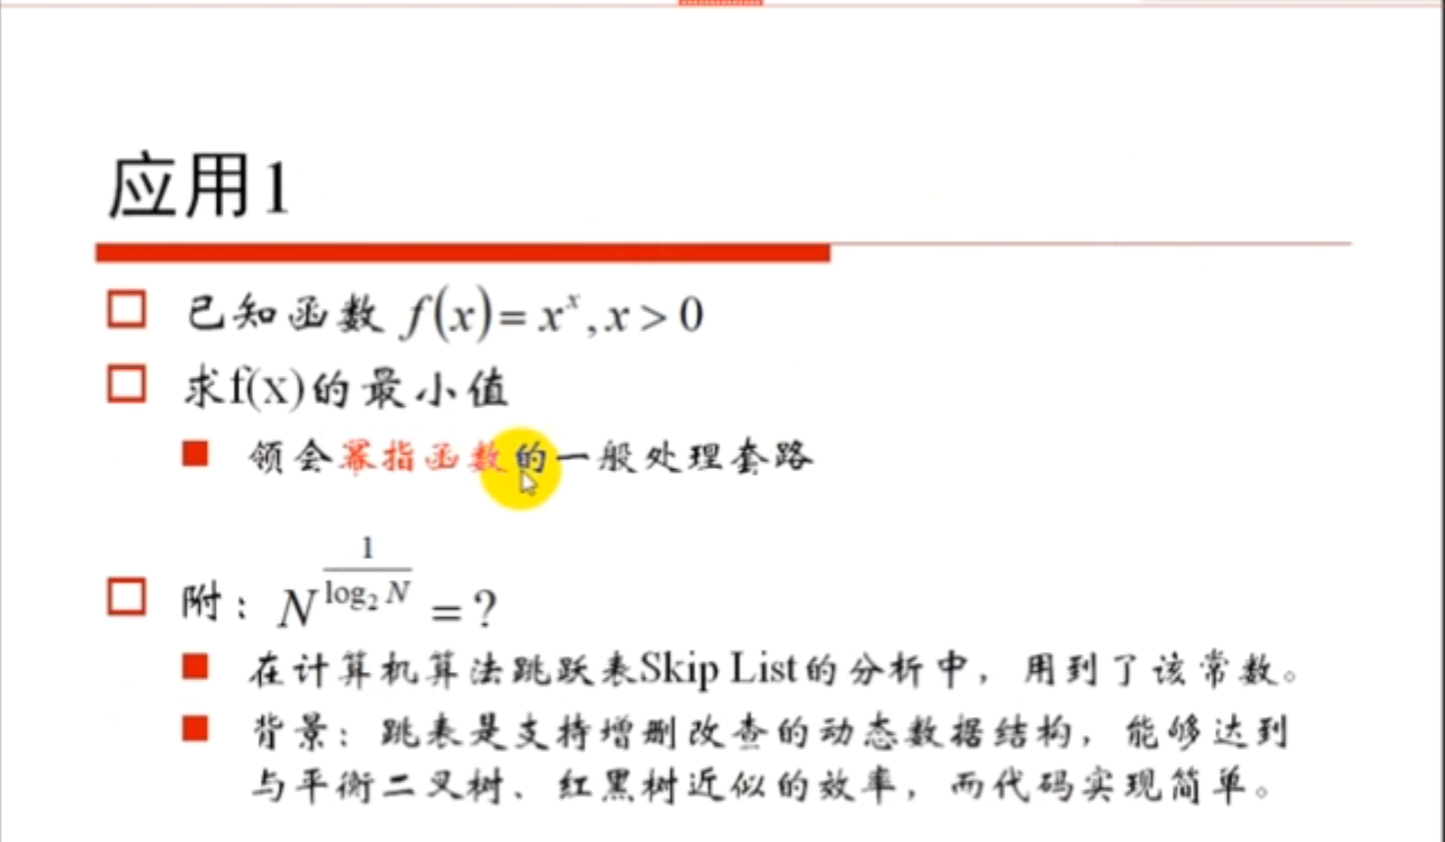 应用1
已知函数 f(x)=x^x,x>0
求f(x)的最小值
领会幂指函数的一般处理套路
附：N^(1/log₂N)=?
在计算机算法跳跃表Skip List的分析中，用到了该常数。
背景：跳表是支持增删改查的动态数据结构，能够达到
与平衡二叉树、红黑树近似的效率，而代码实现简单。